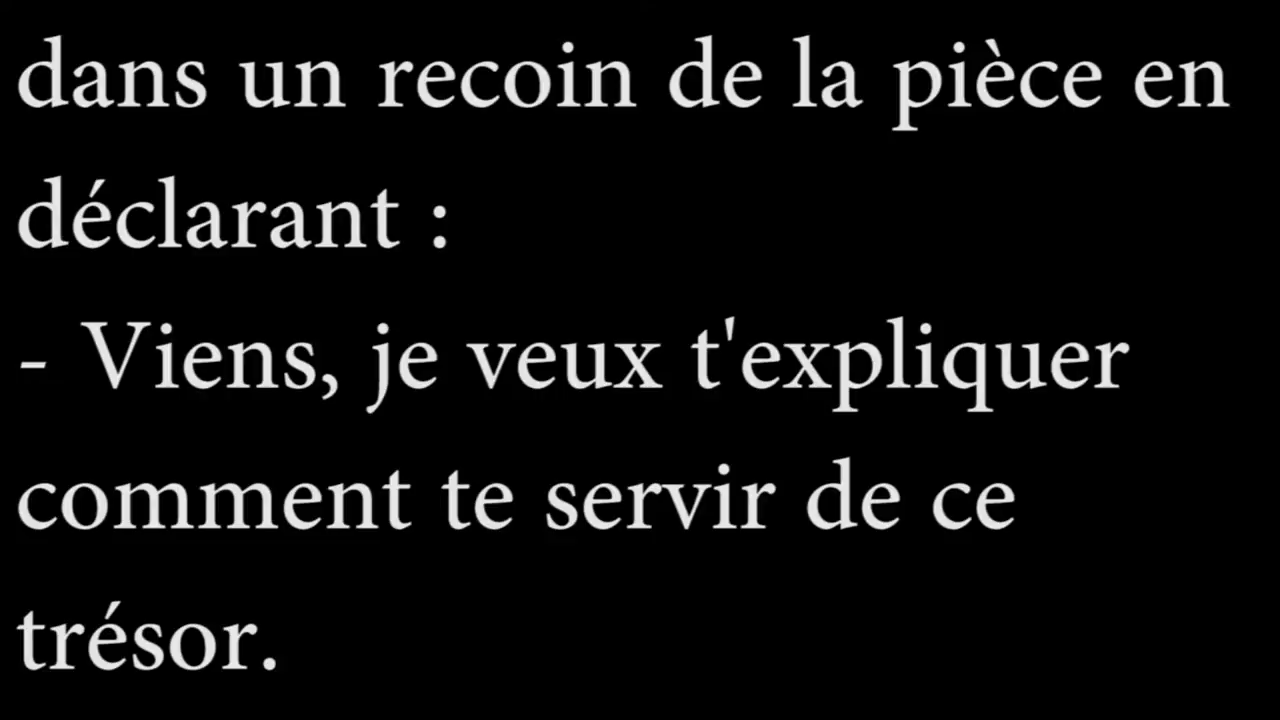 dans un recoin de la pièce en
déclarant :
- Viens, je veux t'expliquer
comment te servir de ce
trésor.